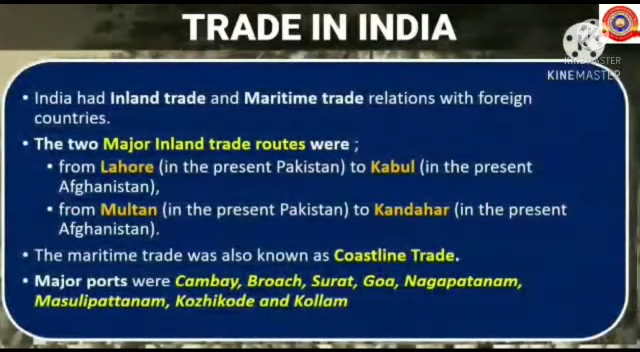 TRADE IN INDIA
KINEMASTER
KINEMASTER
• India had Inland trade and Maritime trade relations with foreign
countries.
• The two Major Inland trade routes were ;
• from Lahore (in the present Pakistan) to Kabul (in the present
Afghanistan),
• from Multan (in the present Pakistan) to Kandahar (in the present
Afghanistan).
• The maritime trade was also known as Coastline Trade.
• Major ports were Cambay, Broach, Surat, Goa, Nagapatanam,
Masulipattanam, Kozhikode and Kollam